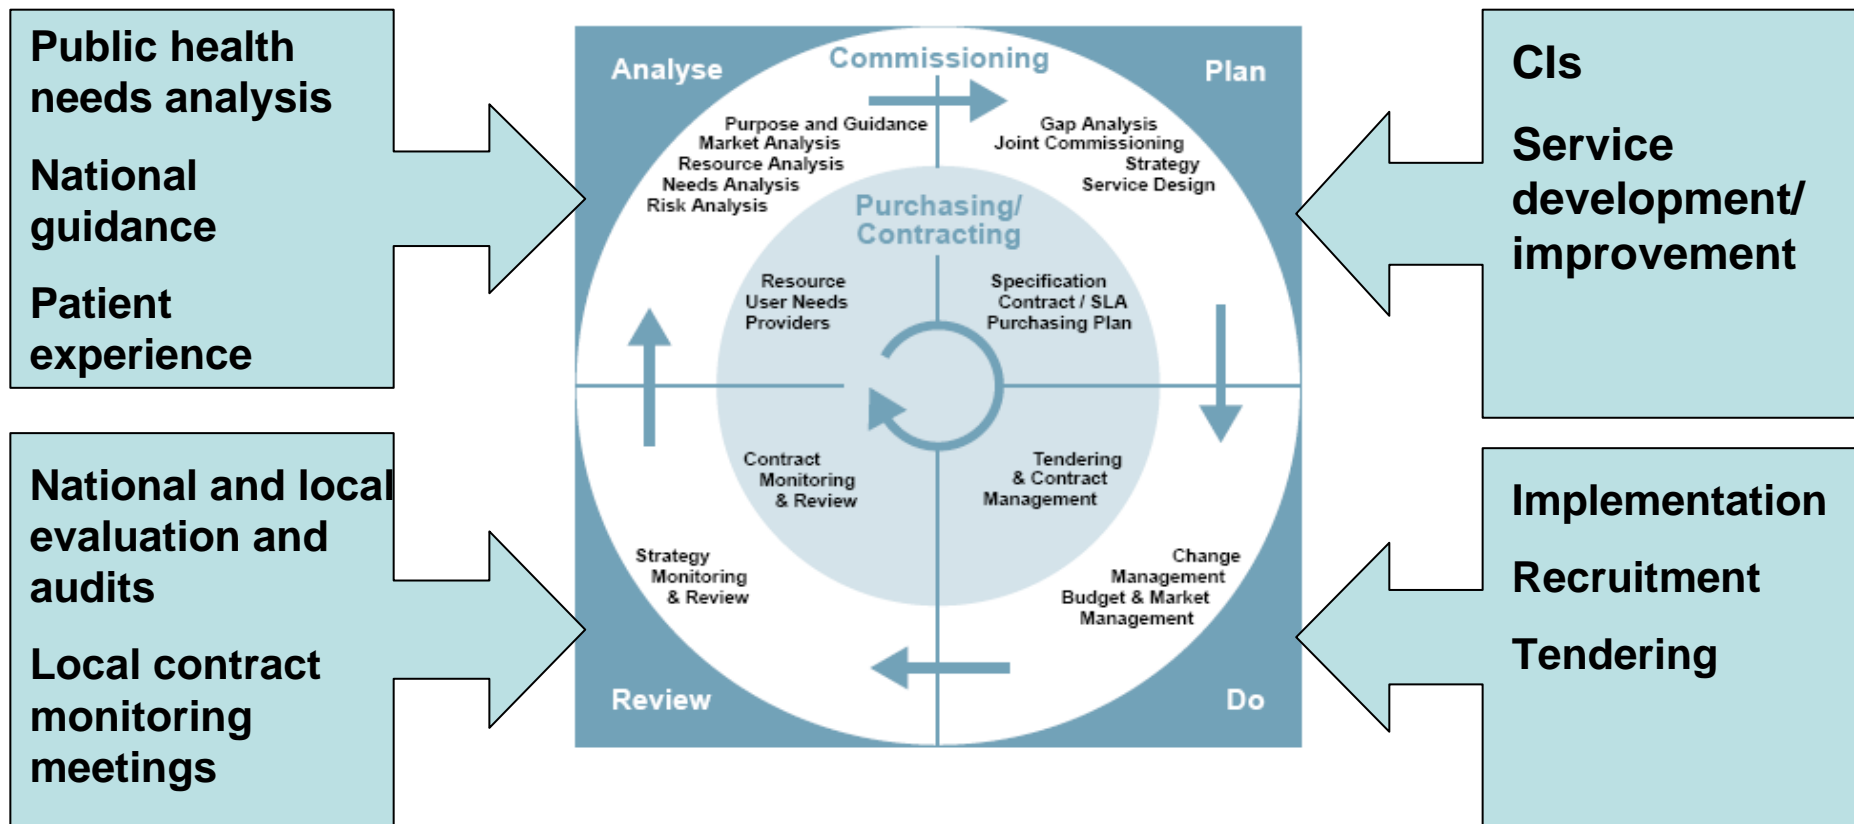 Public health
needs analysis
National
guidance
Patient
experience
National and local
evaluation and
audits
Local contract
monitoring
meetings
Analyse
Commissioning
Plan
Purpose and Guidance
Market Analysis
Resource Analysis
Needs Analysis
Risk Analysis
Gap Analysis
Joint Commissioning
Strategy
Service Design
Purchasing/
Contracting
Resource
User Needs
Providers
Specification
Contract / SLA
Purchasing Plan
Contract
Monitoring
& Review
Tendering
& Contract
Management
Strategy
Monitoring
& Review
Change
Management
Budget & Market
Management
Review
Do
CIs
Service
development/
improvement
Implementation
Recruitment
Tendering